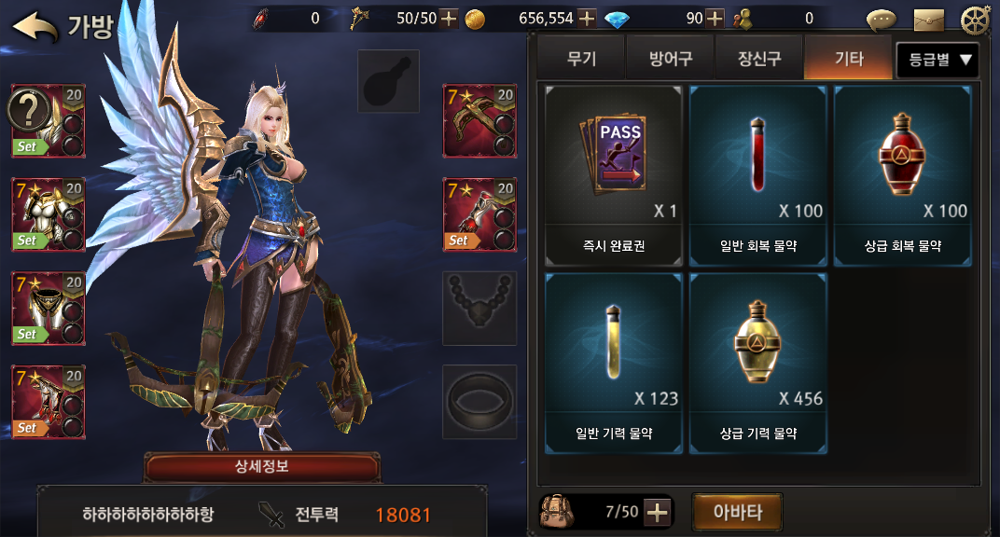 가방
0
50/50
656,554
90
0
무기
방어구
장신구
기타
등급별 ▼
?
20
Set
7
20
7
20
Set
7
20
Set
7
20
Set
7
20
Set
7
20
Set
PASS
X 1
즉시 완료권
X 100
일반 회복 물약
X 100
상급 회복 물약
X 123
일반 기력 물약
X 456
상급 기력 물약
상세정보
하하하하하하하하항
전투력
18081
7/50
아바타